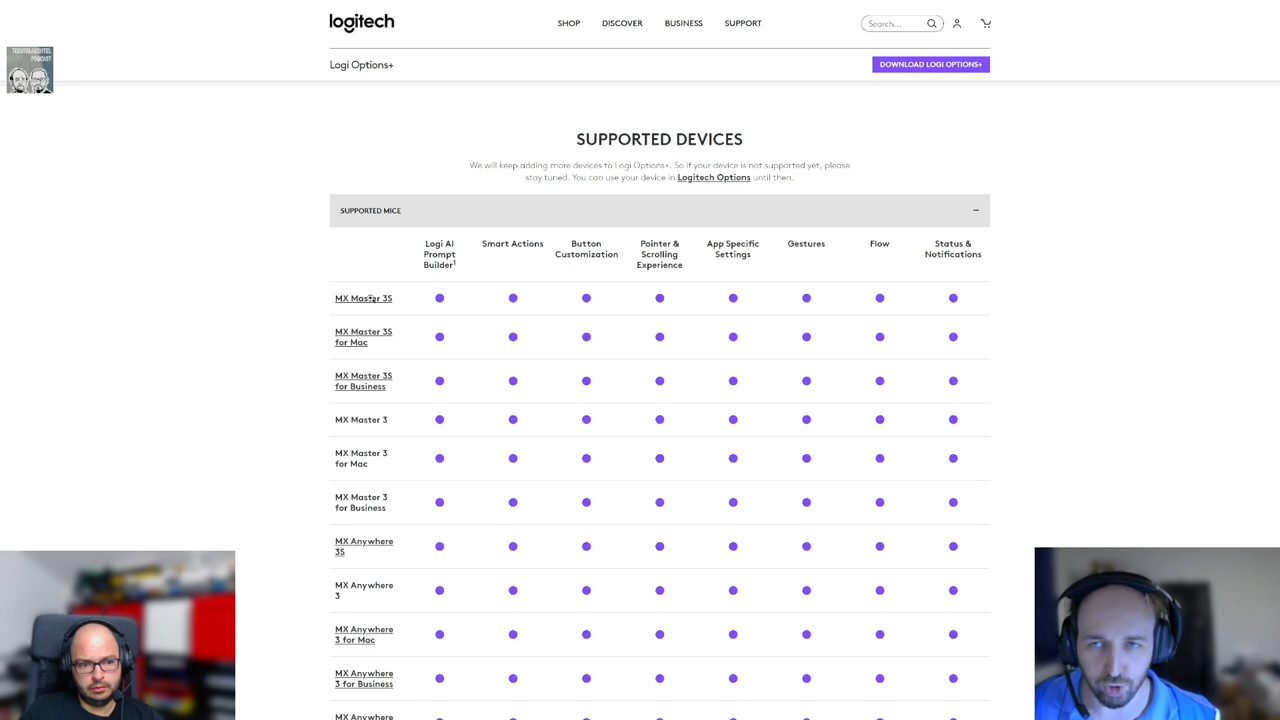 logitech
SHOP DISCOVER BUSINESS SUPPORT
Search...
TECHTELMECHTEL
PODCAST
Logi Options+
DOWNLOAD LOGI OPTIONS+
SUPPORTED DEVICES
We will keep adding more devices to Logi Options+. So if your device is not supported yet, please
stay tuned. You can use your device in Logitech Options until then.
SUPPORTED MICE
Logi AI
Prompt
Builder1
Smart Actions
Button
Customization
Pointer &
Scrolling
Experience
App Specific
Settings
Gestures
Flow
Status &
Notifications
MX Master 3S
MX Master 3S
for Mac
MX Master 3S
for Business
MX Master 3
MX Master 3
for Mac
MX Master 3
for Business
MX Anywhere
3S
MX Anywhere
3
MX Anywhere
3 for Mac
MX Anywhere
3 for Business
MX Anywhere